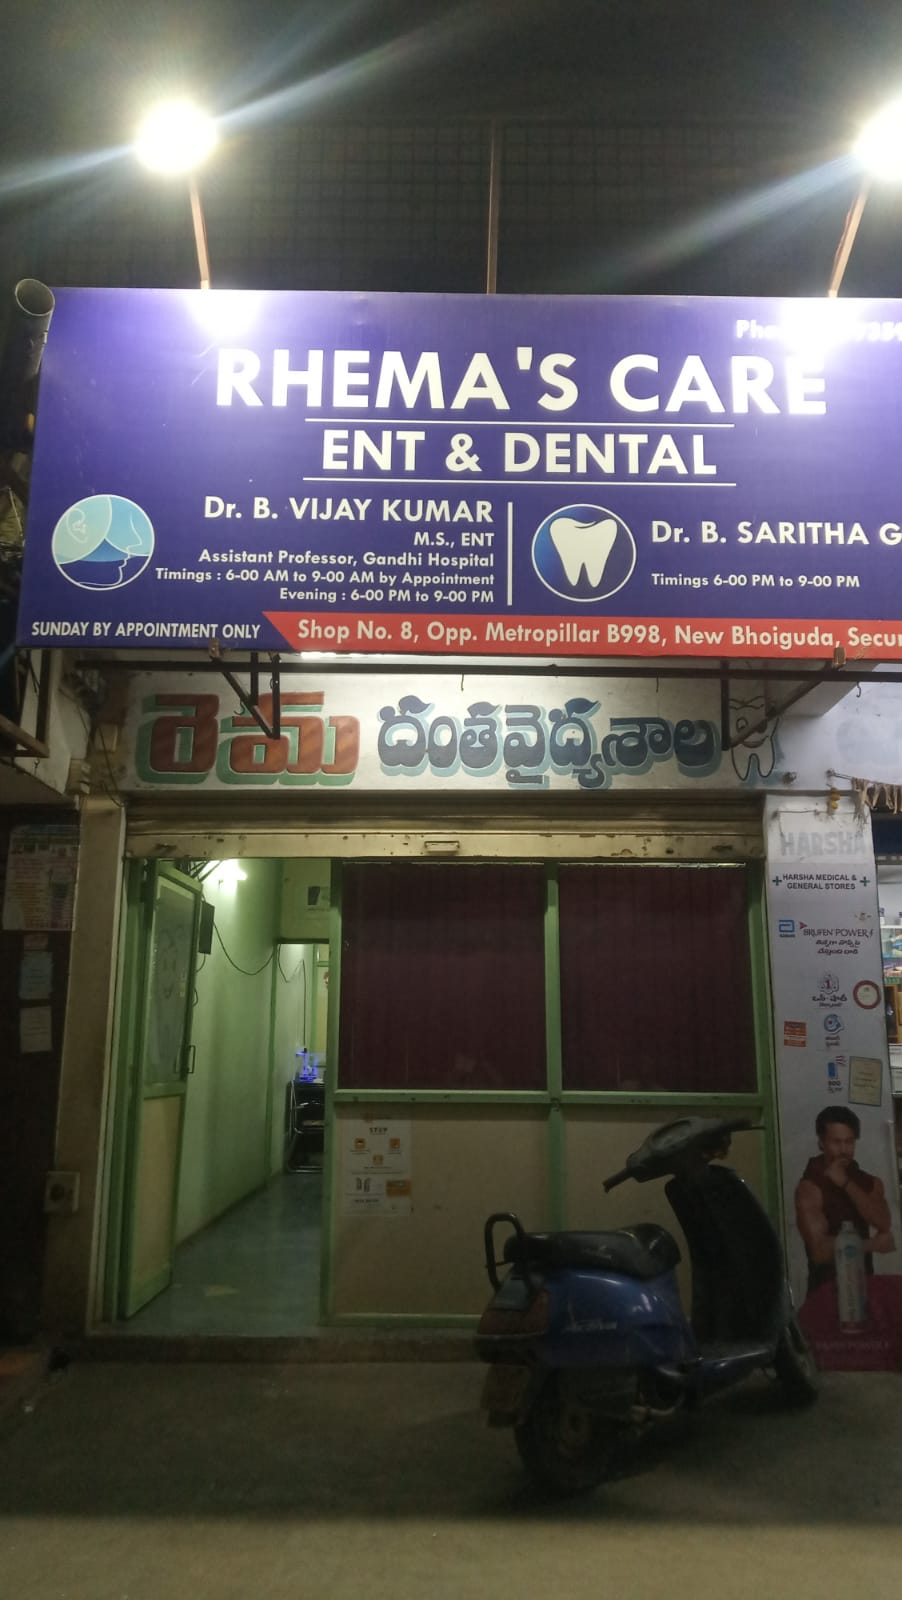 RHEMA'S CARE
ENT & DENTAL
Dr. B. VIJAY KUMAR
M.S., ENT
Assistant Professor, Gandhi Hospital
Timings : 6-00 AM to 9-00 AM by Appointment
Evening : 6-00 PM to 9-00 PM
Dr. B. SARITHA G
Timings 6-00 PM to 9-00 PM
SUNDAY BY APPOINTMENT ONLY
Shop No. 8, Opp. Metropillar B998, New Bhoiguda, Secun
రెమ దంతవైద్యశాల
HARSHA
HARSHA MEDICAL &
GENERAL STORES
Abbott
BRUFEN POWER
STOP